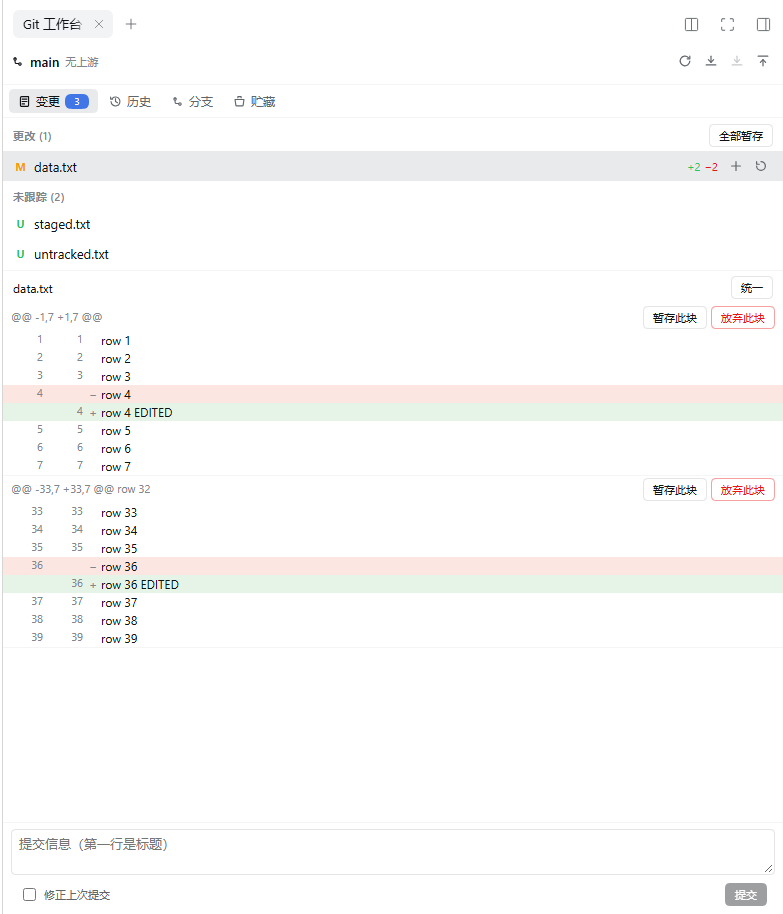 Git 工作台
main 无上游
变更 3 历史 分支 贮藏
更改 (1) 全部暂存
M data.txt +2 −2
未跟踪 (2)
U staged.txt
U untracked.txt
data.txt 统一
@@ -1,7 +1,7 @@ 暂存此块 放弃此块
1 1 row 1
2 2 row 2
3 3 row 3
4 − row 4
4 + row 4 EDITED
5 5 row 5
6 6 row 6
7 7 row 7
@@ -33,7 +33,7 @@ row 32 暂存此块 放弃此块
33 33 row 33
34 34 row 34
35 35 row 35
36 − row 36
36 + row 36 EDITED
37 37 row 37
38 38 row 38
39 39 row 39
提交信息（第一行是标题）
修正上次提交 提交